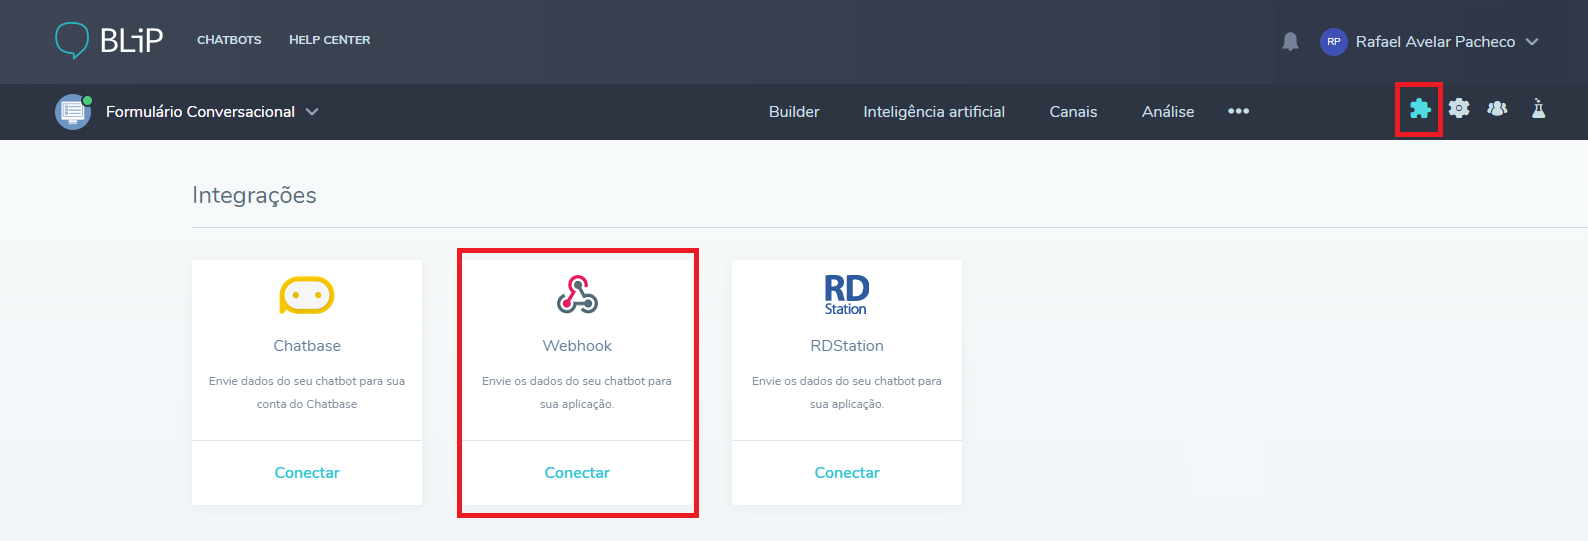 BLiP
CHATBOTS
HELP CENTER
RP
Rafael Avelar Pacheco
Formulário Conversacional
Builder
Inteligência artificial
Canais
Análise
Integrações
Chatbase
Envie dados do seu chatbot para sua
conta do Chatbase
Conectar
Webhook
Envie os dados do seu chatbot para
sua aplicação.
Conectar
RD
Station
RDStation
Envie os dados do seu chatbot para
sua aplicação.
Conectar